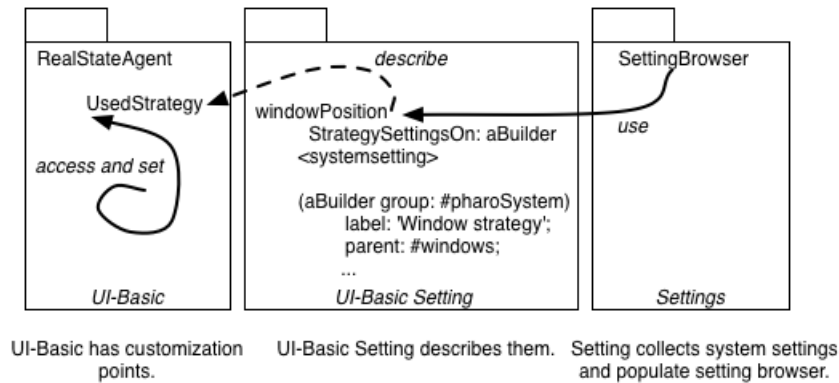 RealStateAgent
UsedStrategy
access and set
UI-Basic
describe
windowPosition
StrategySettingsOn: aBuilder
<systemsetting>
(aBuilder group: #pharoSystem)
label: 'Window strategy';
parent: #windows;
...
UI-Basic Setting
SettingBrowser
use
Settings
UI-Basic has customization
points.
UI-Basic Setting describes them.
Setting collects system settings
and populate setting browser.